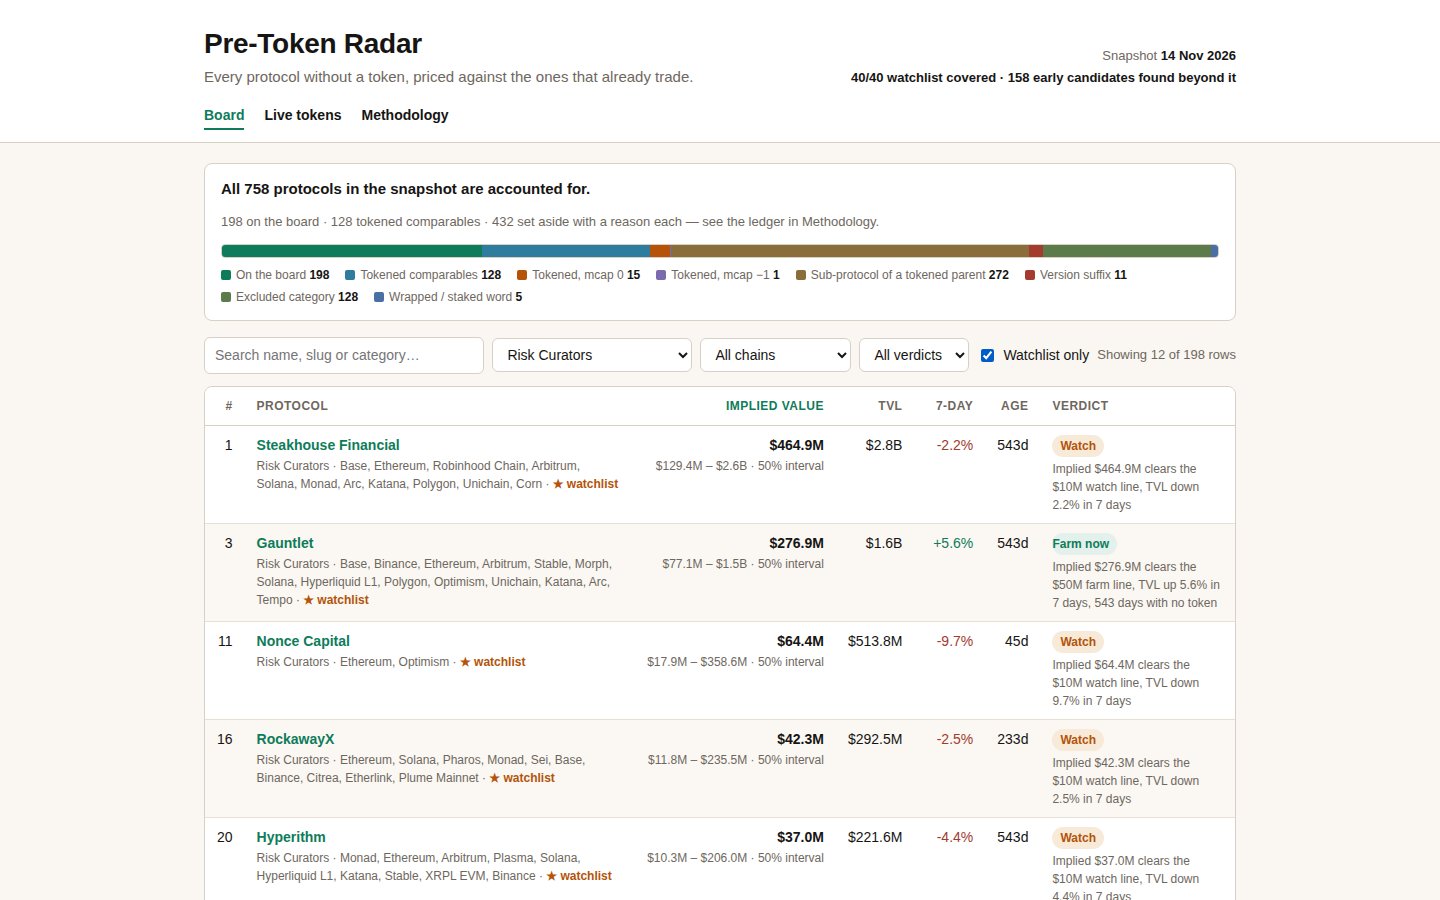 Pre-Token Radar
Every protocol without a token, priced against the ones that already trade.
Snapshot 14 Nov 2026
40/40 watchlist covered · 158 early candidates found beyond it
Board Live tokens Methodology
All 758 protocols in the snapshot are accounted for.
198 on the board · 128 tokened comparables · 432 set aside with a reason each — see the ledger in Methodology.
On the board 198 Tokened comparables 128 Tokened, mcap 0 15 Tokened, mcap −1 1 Sub-protocol of a tokened parent 272 Version suffix 11
Excluded category 128 Wrapped / staked word 5
Search name, slug or category… Risk Curators All chains All verdicts Watchlist only Showing 12 of 198 rows
# PROTOCOL IMPLIED VALUE TVL 7-DAY AGE VERDICT
1 Steakhouse Financial $464.9M $2.8B -2.2% 543d Watch
Risk Curators · Base, Ethereum, Robinhood Chain, Arbitrum, $129.4M – $2.6B · 50% interval Implied $464.9M clears the
Solana, Monad, Arc, Katana, Polygon, Unichain, Corn · ★ watchlist $10M watch line, TVL down
2.2% in 7 days
3 Gauntlet $276.9M $1.6B +5.6% 543d Farm now
Risk Curators · Base, Binance, Ethereum, Arbitrum, Stable, Morph, $77.1M – $1.5B · 50% interval Implied $276.9M clears the
Solana, Hyperliquid L1, Polygon, Optimism, Unichain, Katana, Arc, $50M farm line, TVL up 5.6% in
Tempo · ★ watchlist 7 days, 543 days with no token
11 Nonce Capital $64.4M $513.8M -9.7% 45d Watch
Risk Curators · Ethereum, Optimism · ★ watchlist $17.9M – $358.6M · 50% interval Implied $64.4M clears the
$10M watch line, TVL down
9.7% in 7 days
16 RockawayX $42.3M $292.5M -2.5% 233d Watch
Risk Curators · Ethereum, Solana, Pharos, Monad, Sei, Base, $11.8M – $235.5M · 50% interval Implied $42.3M clears the
Binance, Citrea, Etherlink, Plume Mainnet · ★ watchlist $10M watch line, TVL down
2.5% in 7 days
20 Hyperithm $37.0M $221.6M -4.4% 543d Watch
Risk Curators · Monad, Ethereum, Arbitrum, Plasma, Solana, $10.3M – $206.0M · 50% interval Implied $37.0M clears the
Hyperliquid L1, Katana, Stable, XRPL EVM, Binance · ★ watchlist $10M watch line, TVL down
4.4% in 7 days